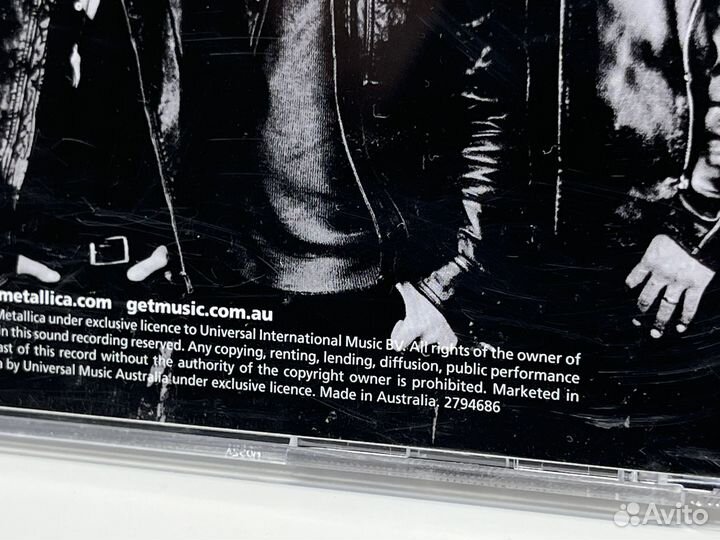 metallica.com getmusic.com.au
Metallica under exclusive licence to Universal International Music BV. All rights of the owner of
in this sound recording reserved. Any copying, renting, lending, diffusion, public performance
ast of this record without the authority of the copyright owner is prohibited. Marketed in
a by Universal Music Australia under exclusive licence. Made in Australia. 2794686
Avito